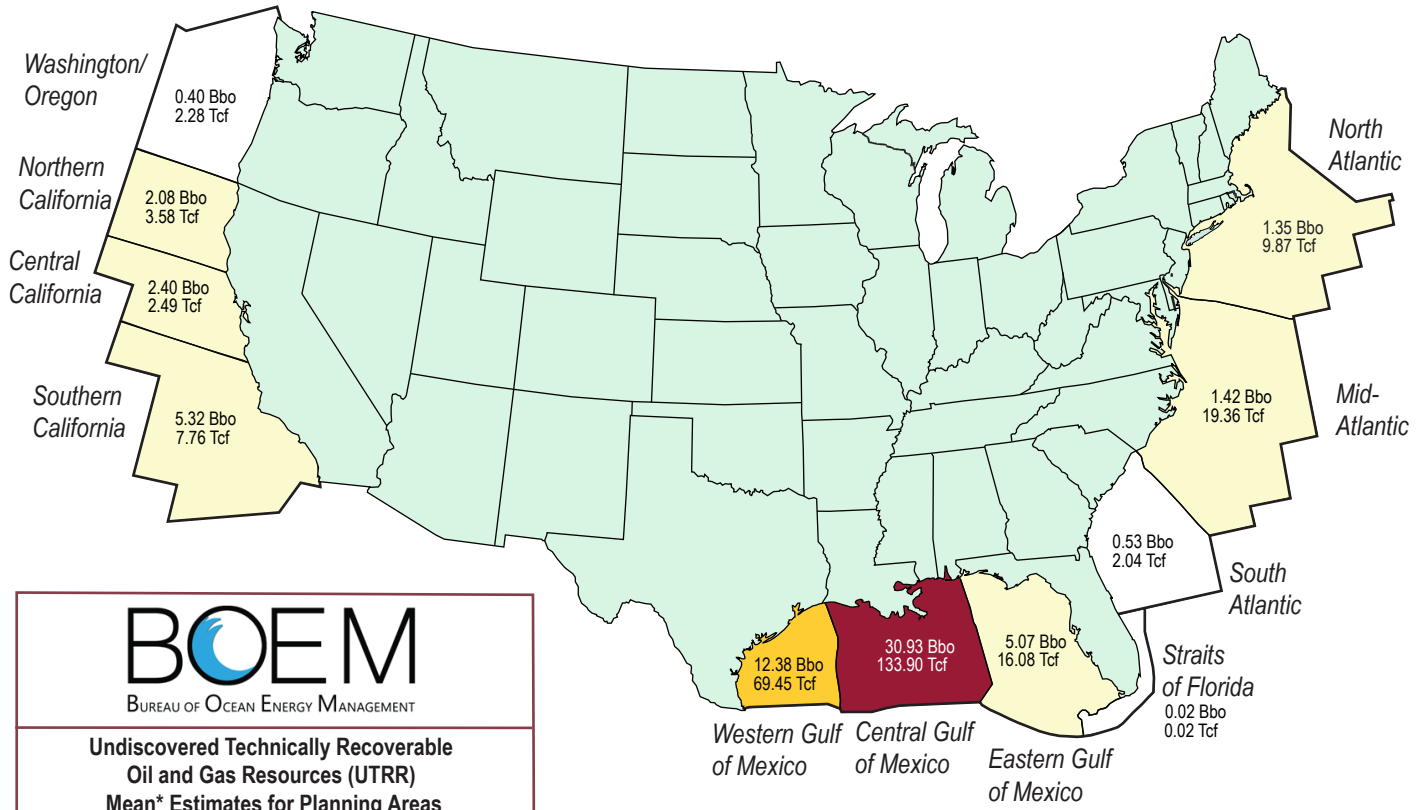 Washington/
Oregon
0.40 Bbo
2.28 Tcf
Northern
California
2.08 Bbo
3.58 Tcf
Central
California
2.40 Bbo
2.49 Tcf
Southern
California
5.32 Bbo
7.76 Tcf
North
Atlantic
1.35 Bbo
9.87 Tcf
Mid-
Atlantic
1.42 Bbo
19.36 Tcf
South
Atlantic
0.53 Bbo
2.04 Tcf
Straits
of Florida
0.02 Bbo
0.02 Tcf
12.38 Bbo
69.45 Tcf
Western Gulf
of Mexico
30.93 Bbo
133.90 Tcf
Central Gulf
of Mexico
5.07 Bbo
16.08 Tcf
Eastern Gulf
of Mexico
BOEM
BUREAU OF OCEAN ENERGY MANAGEMENT
Undiscovered Technically Recoverable
Oil and Gas Resources (UTRR)
Mean* Estimates for Planning Areas